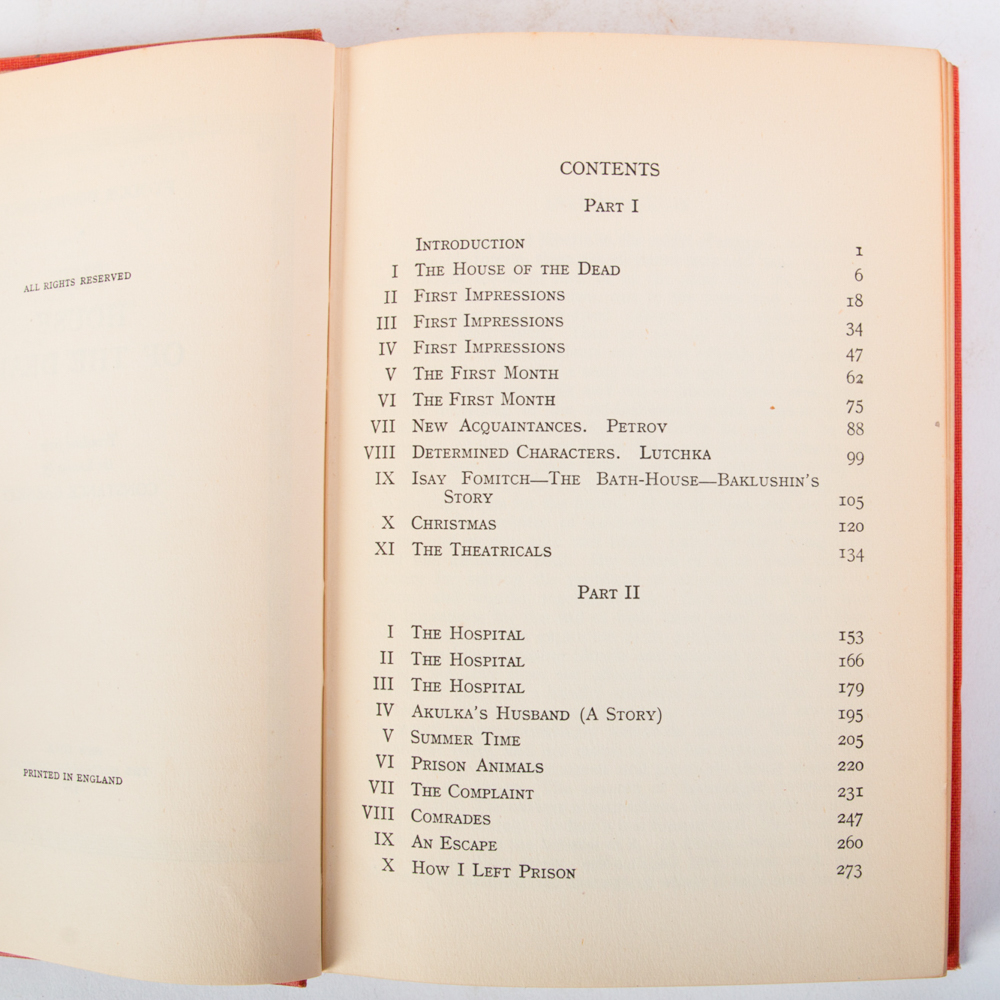 ALL RIGHTS RESERVED
PRINTED IN ENGLAND
CONTENTS
PART I
INTRODUCTION 1
I THE HOUSE OF THE DEAD 6
II FIRST IMPRESSIONS 18
III FIRST IMPRESSIONS 34
IV FIRST IMPRESSIONS 47
V THE FIRST MONTH 62
VI THE FIRST MONTH 75
VII NEW ACQUAINTANCES. PETROV 88
VIII DETERMINED CHARACTERS. LUTCHKA 99
IX ISAY FOMITCH—THE BATH-HOUSE—BAKLUSHIN'S
STORY 105
X CHRISTMAS 120
XI THE THEATRICALS 134
PART II
I THE HOSPITAL 153
II THE HOSPITAL 166
III THE HOSPITAL 179
IV AKULKA'S HUSBAND (A STORY) 195
V SUMMER TIME 205
VI PRISON ANIMALS 220
VII THE COMPLAINT 231
VIII COMRADES 247
IX AN ESCAPE 260
X HOW I LEFT PRISON 273